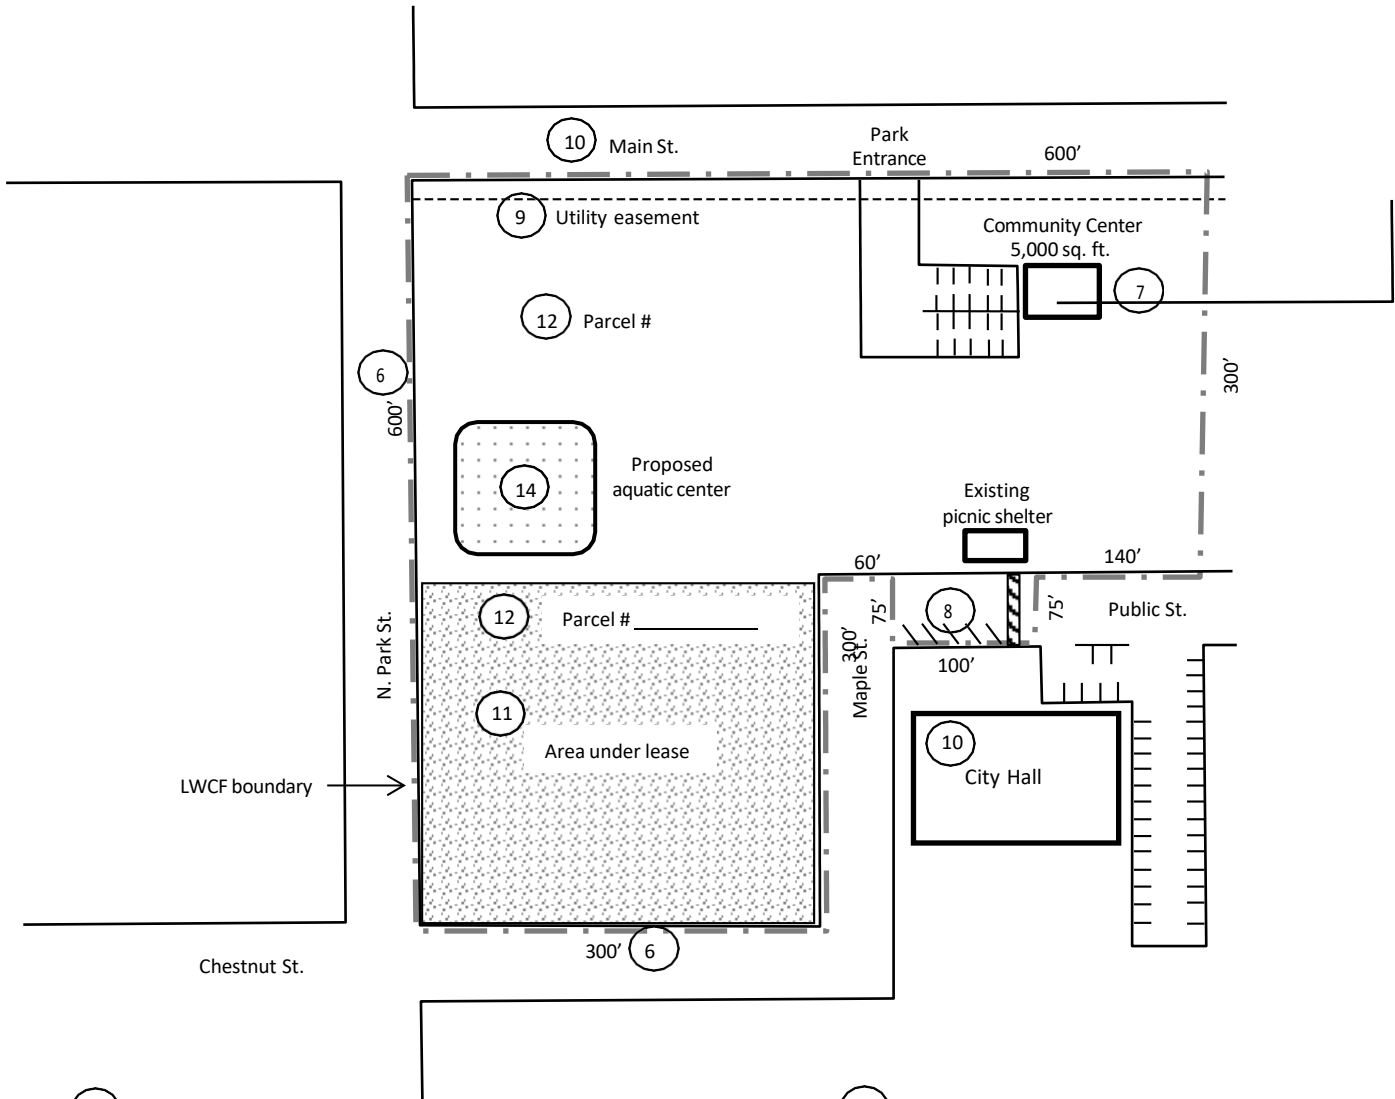 10 Main St.
Park
Entrance
600’
9 Utility easement
Community Center
5,000 sq. ft.
7
12 Parcel #
6
600’
300’
14
Proposed
aquatic center
Existing
picnic shelter
60’
140’
12 Parcel #
75’
8
75’
Public St.
300’
Maple St.
100’
N. Park St.
11
Area under lease
10
City Hall
LWCF boundary
300’ 6
Chestnut St.